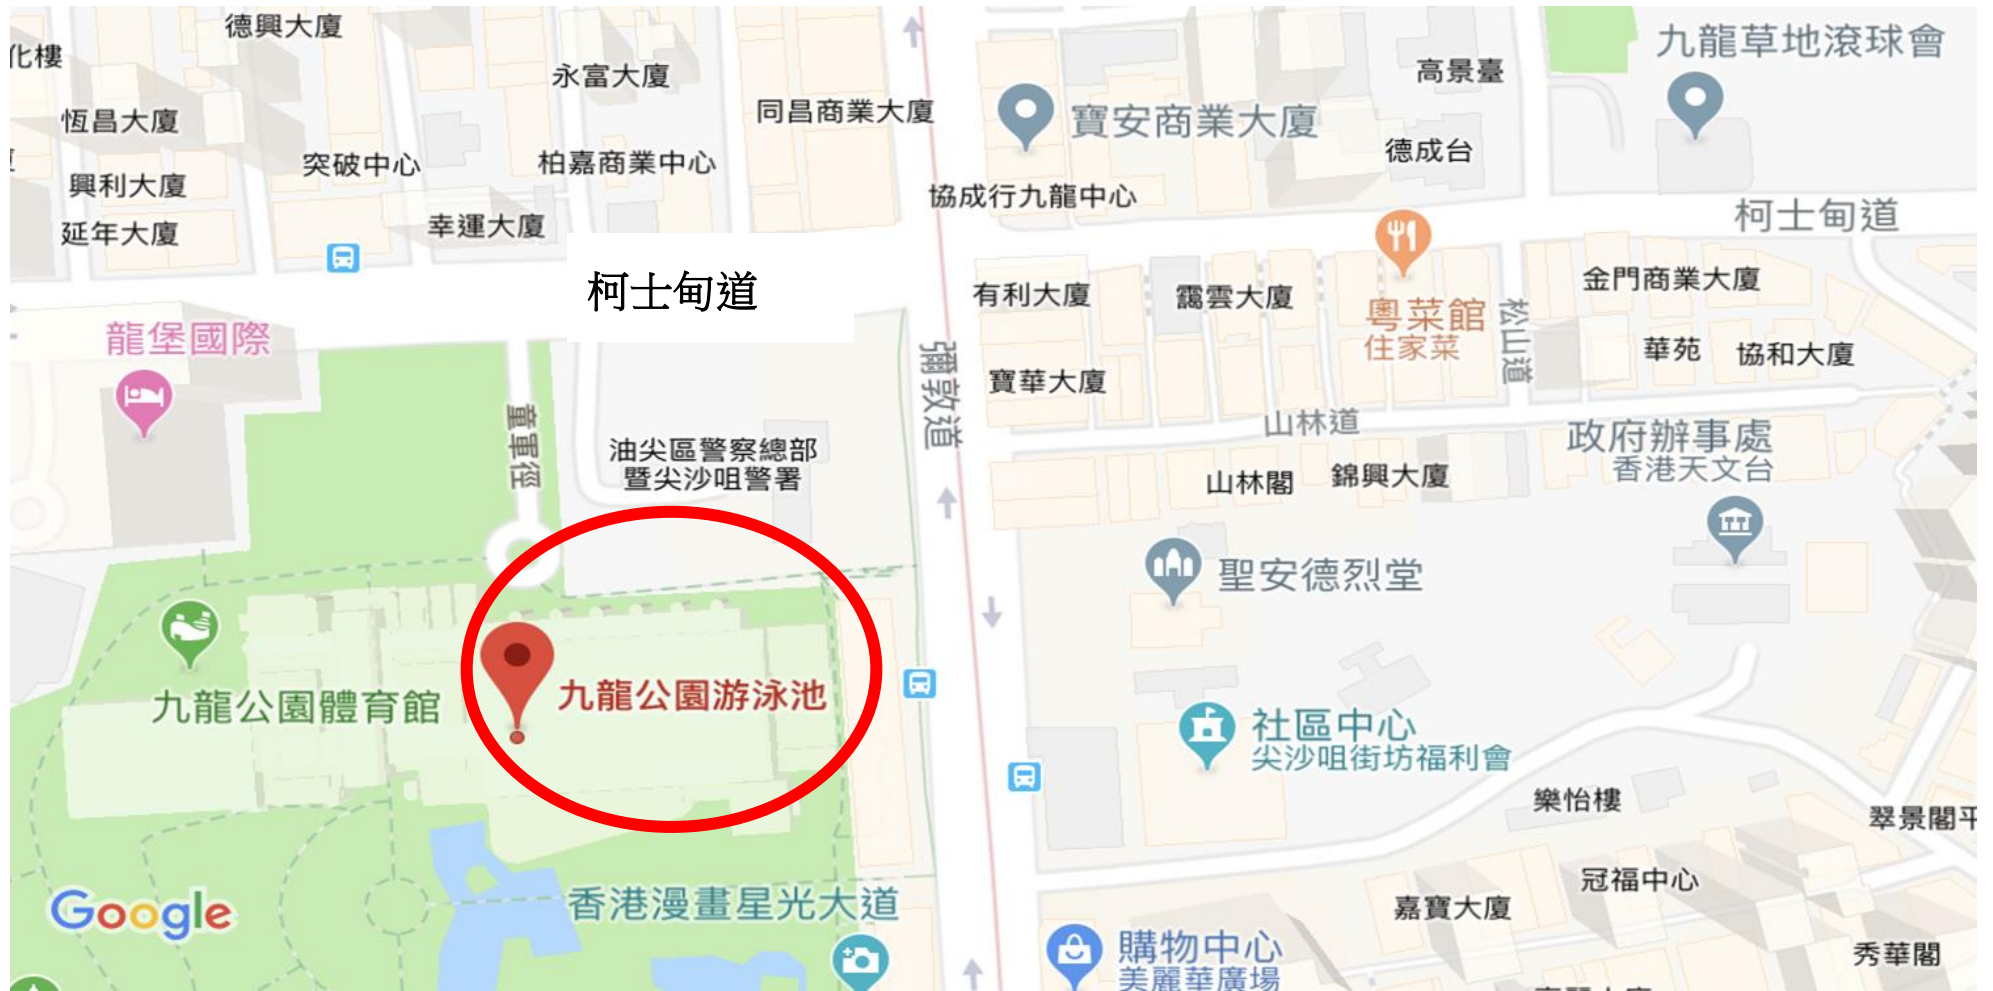 德興大廈
化樓
永富大廈
恆昌大廈
同昌商業大廈
突破中心
柏嘉商業中心
興利大廈
延年大廈
幸運大廈
寶安商業大廈
高景臺
九龍草地滾球會
德成台
協成行九龍中心
柯士甸道
柯士甸道
有利大廈
靄雲大廈
粵菜館
住家菜
松山道
金門商業大廈
華苑
協和大廈
寶華大廈
龍堡國際
童軍徑
彌敦道
山林道
油尖區警察總部
暨尖沙咀警署
山林閣
錦興大廈
政府辦事處
香港天文台
聖安德烈堂
九龍公園體育館
九龍公園游泳池
社區中心
尖沙咀街坊福利會
樂怡樓
翠景閣平
冠福中心
嘉寶大廈
秀華閣
Google
香港漫畫星光大道
購物中心
美麗華廣場